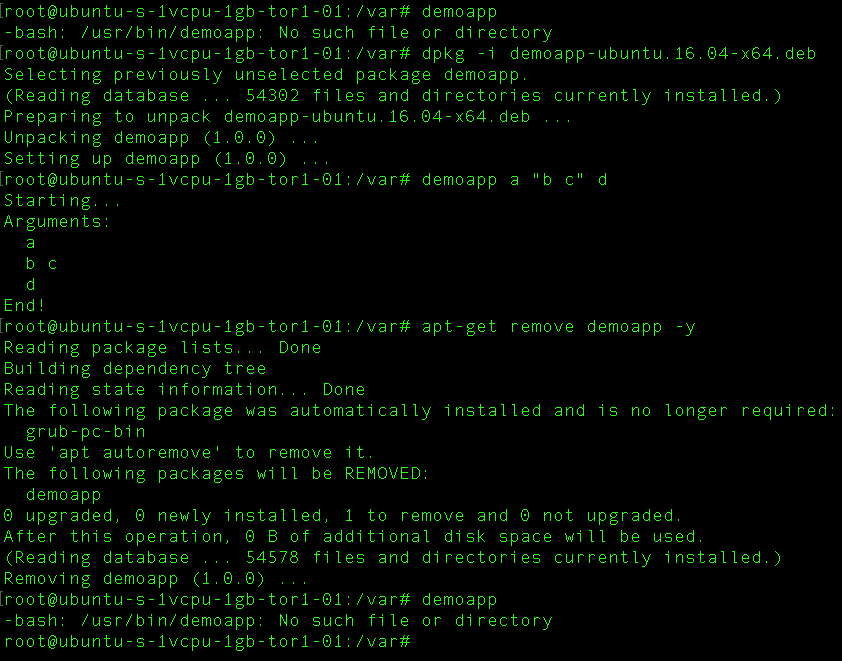 [root@ubuntu-s-1vcpu-1gb-tor1-01:/var# demoapp
-bash: /usr/bin/demoapp: No such file or directory
[root@ubuntu-s-1vcpu-1gb-tor1-01:/var# dpkg -i demoapp-ubuntu.16.04-x64.deb
Selecting previously unselected package demoapp.
(Reading database ... 54302 files and directories currently installed.)
Preparing to unpack demoapp-ubuntu.16.04-x64.deb ...
Unpacking demoapp (1.0.0) ...
Setting up demoapp (1.0.0) ...
[root@ubuntu-s-1vcpu-1gb-tor1-01:/var# demoapp a "b c" d
Starting...
Arguments:
  a
  b c
  d
End!
[root@ubuntu-s-1vcpu-1gb-tor1-01:/var# apt-get remove demoapp -y
Reading package lists... Done
Building dependency tree
Reading state information... Done
The following package was automatically installed and is no longer required:
  grub-pc-bin
Use 'apt autoremove' to remove it.
The following packages will be REMOVED:
  demoapp
0 upgraded, 0 newly installed, 1 to remove and 0 not upgraded.
After this operation, 0 B of additional disk space will be used.
(Reading database ... 54578 files and directories currently installed.)
Removing demoapp (1.0.0) ...
[root@ubuntu-s-1vcpu-1gb-tor1-01:/var# demoapp
-bash: /usr/bin/demoapp: No such file or directory
root@ubuntu-s-1vcpu-1gb-tor1-01:/var#